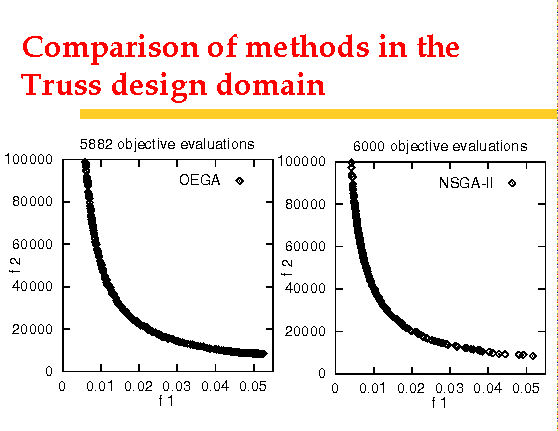 Comparison of methods in the
Truss design domain
5882 objective evaluations
100000
80000
60000
40000
20000
0
f 2
OEGA
0 0.01 0.02 0.03 0.04 0.05
f 1
6000 objective evaluations
100000
80000
60000
40000
20000
0
f 2
NSGA-II
0 0.01 0.02 0.03 0.04 0.05
f 1